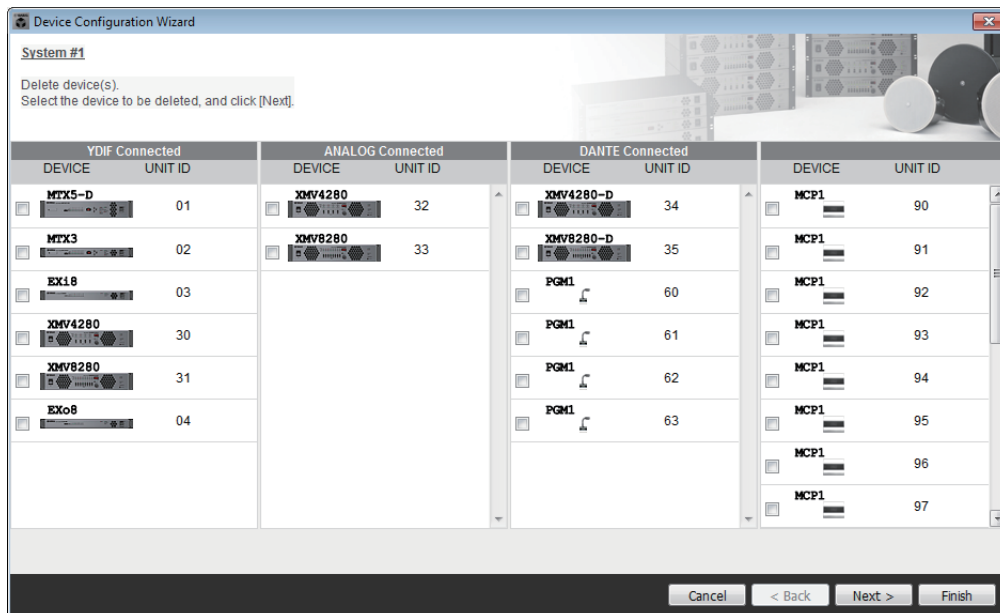 Device Configuration Wizard
System #1
Delete device(s).
Select the device to be deleted, and click [Next].
YDIF Connected
DEVICE UNIT ID
MTX5-D 01
MTX3 02
EXi8 03
XMV4280 30
XMV8280 31
EXo8 04
ANALOG Connected
DEVICE UNIT ID
XMV4280 32
XMV8280 33
DANTE Connected
DEVICE UNIT ID
XMV4280-D 34
XMV8280-D 35
PGM1 60
PGM1 61
PGM1 62
PGM1 63
DEVICE UNIT ID
MCP1 90
MCP1 91
MCP1 92
MCP1 93
MCP1 94
MCP1 95
MCP1 96
MCP1 97
Cancel < Back Next > Finish